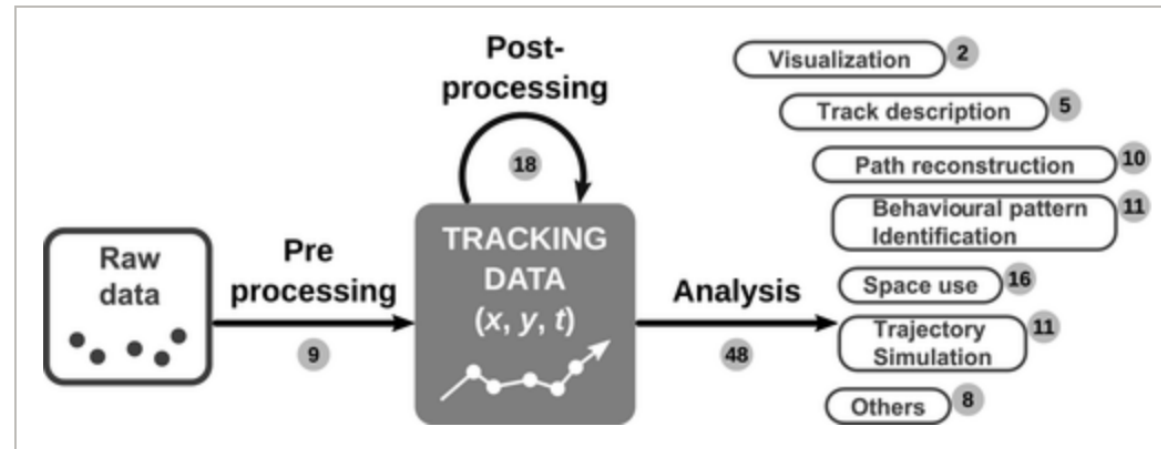 Raw
data
Pre
processing
9
Post-
processing
18
TRACKING
DATA
(x, y, t)
Analysis
48
Visualization 2
Track description 5
Path reconstruction 10
Behavioural pattern 11
Identification
Space use 16
Trajectory 11
Simulation
Others 8